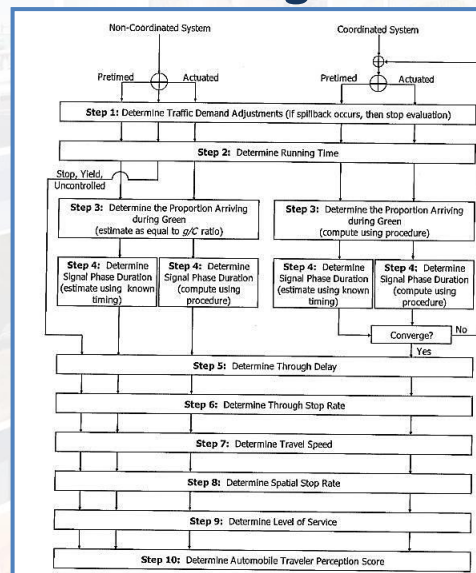 Non-Coordinated System
Coordinated System
Pretimed
Actuated
Pretimed
Actuated
Step 1: Determine Traffic Demand Adjustments (if spillback occurs, then stop evaluation)
Step 2: Determine Running Time
Stop, Yield,
Uncontrolled
Step 3: Determine the Proportion Arriving
during Green
(estimate as equal to g/C ratio)
Step 3: Determine the Proportion Arriving
during Green
(compute using procedure)
Step 4: Determine
Signal Phase Duration
(estimate using known
timing)
Step 4: Determine
Signal Phase Duration
(compute using
procedure)
Step 4: Determine
Signal Phase Duration
(estimate using known
timing)
Step 4: Determine
Signal Phase Duration
(compute using
procedure)
Converge?
No
Yes
Step 5: Determine Through Delay
Step 6: Determine Through Stop Rate
Step 7: Determine Travel Speed
Step 8: Determine Spatial Stop Rate
Step 9: Determine Level of Service
Step 10: Determine Automobile Traveler Perception Score